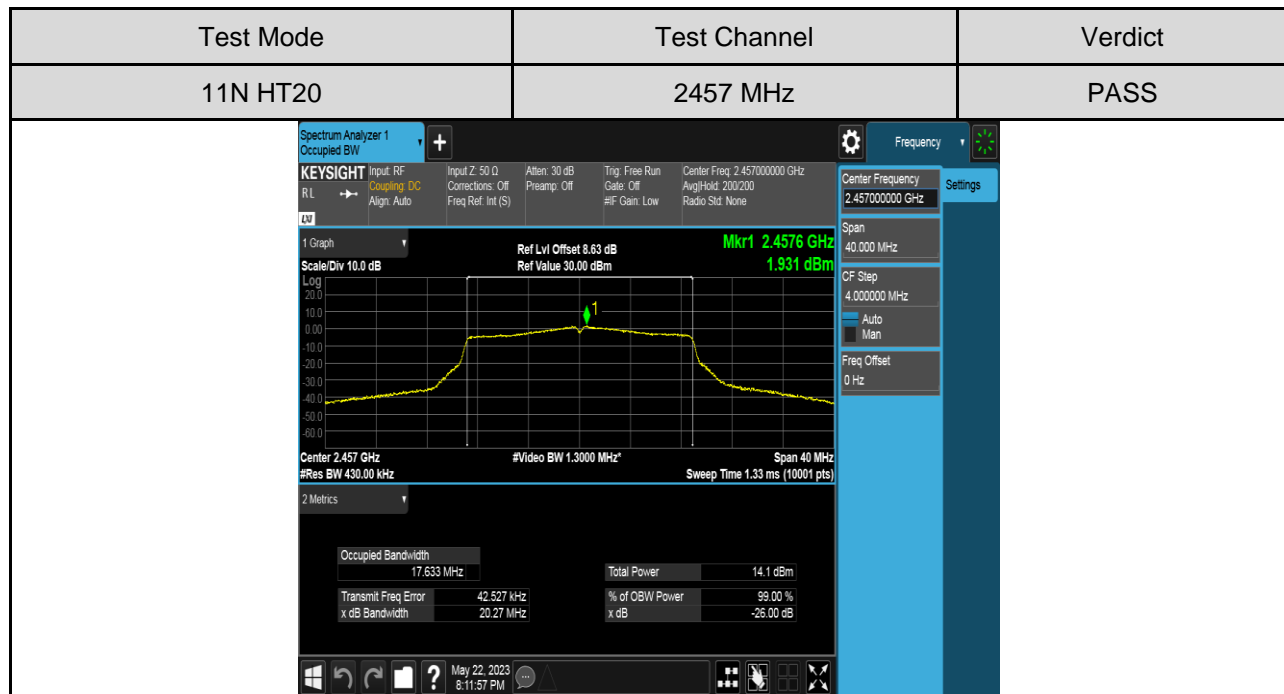 Test Mode Test Channel Verdict
11N HT20 2457 MHz PASS
Spectrum Analyzer 1
Occupied BW
+
Frequency
KEYSIGHT Input: RF Input Z: 50 Ω Atten: 30 dB Trig: Free Run Center Freq: 2.457000000 GHz
RL Coupling: DC Corrections: Off Preamp: Off Gate: Off Avg|Hold: 200/200
Align: Auto Freq Ref: Int (S) #IF Gain: Low Radio Std: None
LXI
Center Frequency
2.457000000 GHz
Settings
Span
40.000 MHz
CF Step
4.000000 MHz
Auto
Man
Freq Offset
0 Hz
1 Graph Ref Lvl Offset 8.63 dB Mkr1 2.4576 GHz
Scale/Div 10.0 dB Ref Value 30.00 dBm 1.931 dBm
Log
20.0
10.0
1
0.00
-10.0
-20.0
-30.0
-40.0
-50.0
-60.0
Center 2.457 GHz #Video BW 1.3000 MHz* Span 40 MHz
#Res BW 430.00 kHz Sweep Time 1.33 ms (10001 pts)
2 Metrics
Occupied Bandwidth
17.633 MHz Total Power 14.1 dBm
Transmit Freq Error 42.527 kHz % of OBW Power 99.00 %
x dB Bandwidth 20.27 MHz x dB -26.00 dB
? May 22, 2023
8:11:57 PM